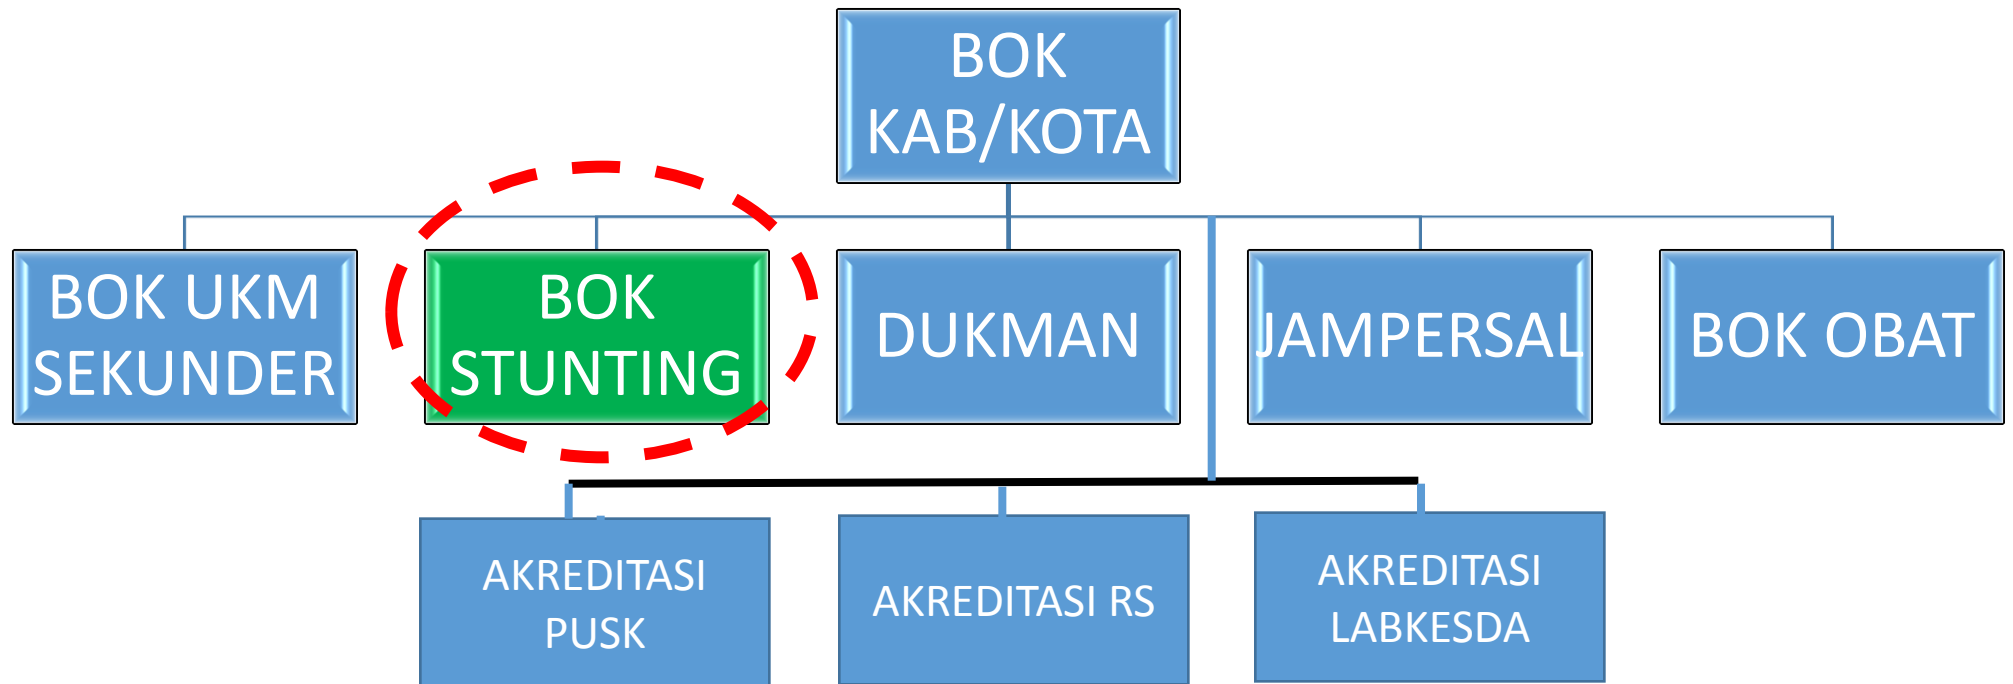 BOK
KAB/KOTA
BOK UKM
SEKUNDER
BOK
STUNTING
DUKMAN
JAMPERSAL
BOK OBAT
AKREDITASI
PUSK
AKREDITASI RS
AKREDITASI
LABKESDA